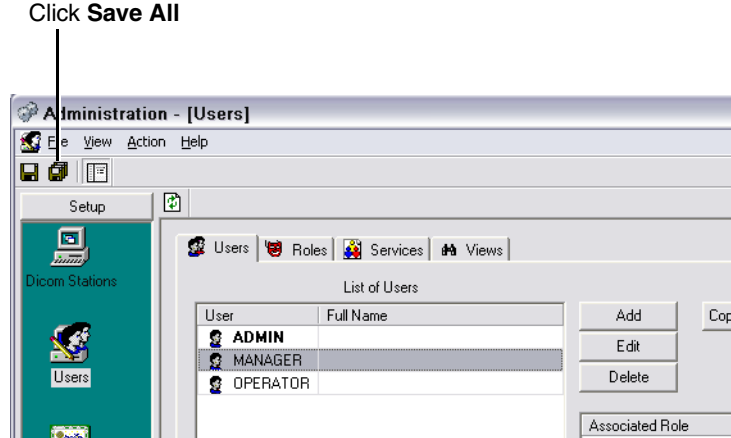 Click Save All
Administration - [Users]
File View Action Help
Setup
Dicom Stations
Users
Users Roles Services Views
List of Users
User Full Name
ADMIN
MANAGER
OPERATOR
Add
Cop
Edit
Delete
Associated Role